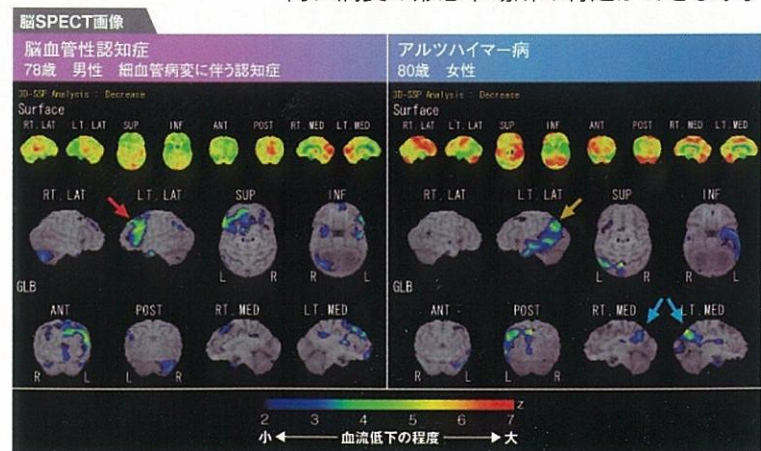 脳SPECT画像
脳血管性認知症
78歳 男性 細血管病変に伴う認知症
3D-SSP Analysis : Decrease
Surface
RT. LAT LT. LAT SUP INF ANT POST RT. MED LT. MED
RT. LAT LT. LAT SUP INF
L R R L
GLB
ANT POST RT. MED LT. MED
R L L R
アルツハイマー病
80歳 女性
3D-SSP Analysis : Decrease
Surface
RT. LAT LT. LAT SUP INF ANT POST RT. MED LT. MED
RT. LAT LT. LAT SUP INF
L R R L
GLB
ANT POST RT. MED LT. MED
R L L R
2 3 4 5 6 7 Z
小 血流低下の程度 大